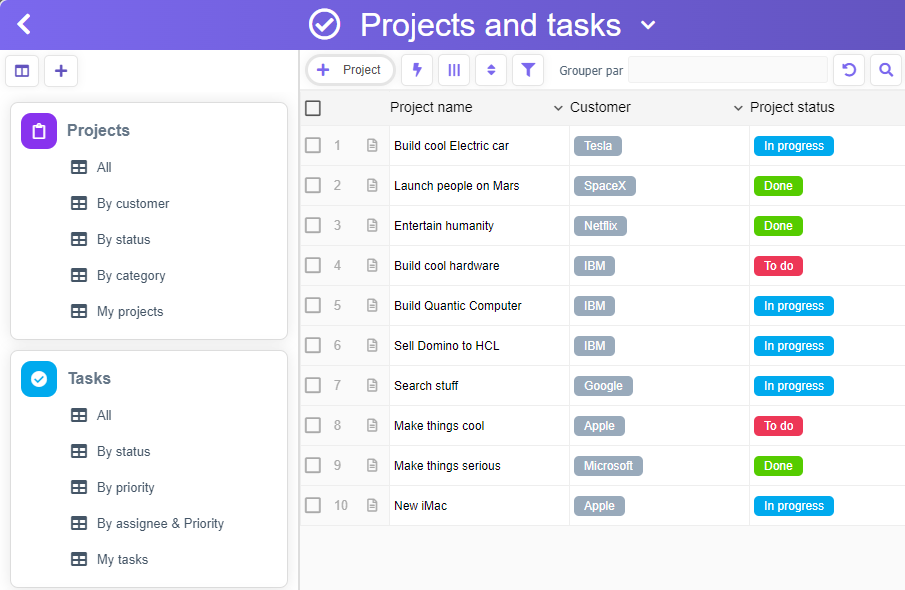 Projects and tasks
Project
Grouper par
Projects
All
By customer
By status
By category
My projects
Tasks
All
By status
By priority
By assignee & Priority
My tasks
Project name Customer Project status
1 Build cool Electric car Tesla In progress
2 Launch people on Mars SpaceX Done
3 Entertain humanity Netflix Done
4 Build cool hardware IBM To do
5 Build Quantic Computer IBM In progress
6 Sell Domino to HCL IBM In progress
7 Search stuff Google In progress
8 Make things cool Apple To do
9 Make things serious Microsoft Done
10 New iMac Apple In progress